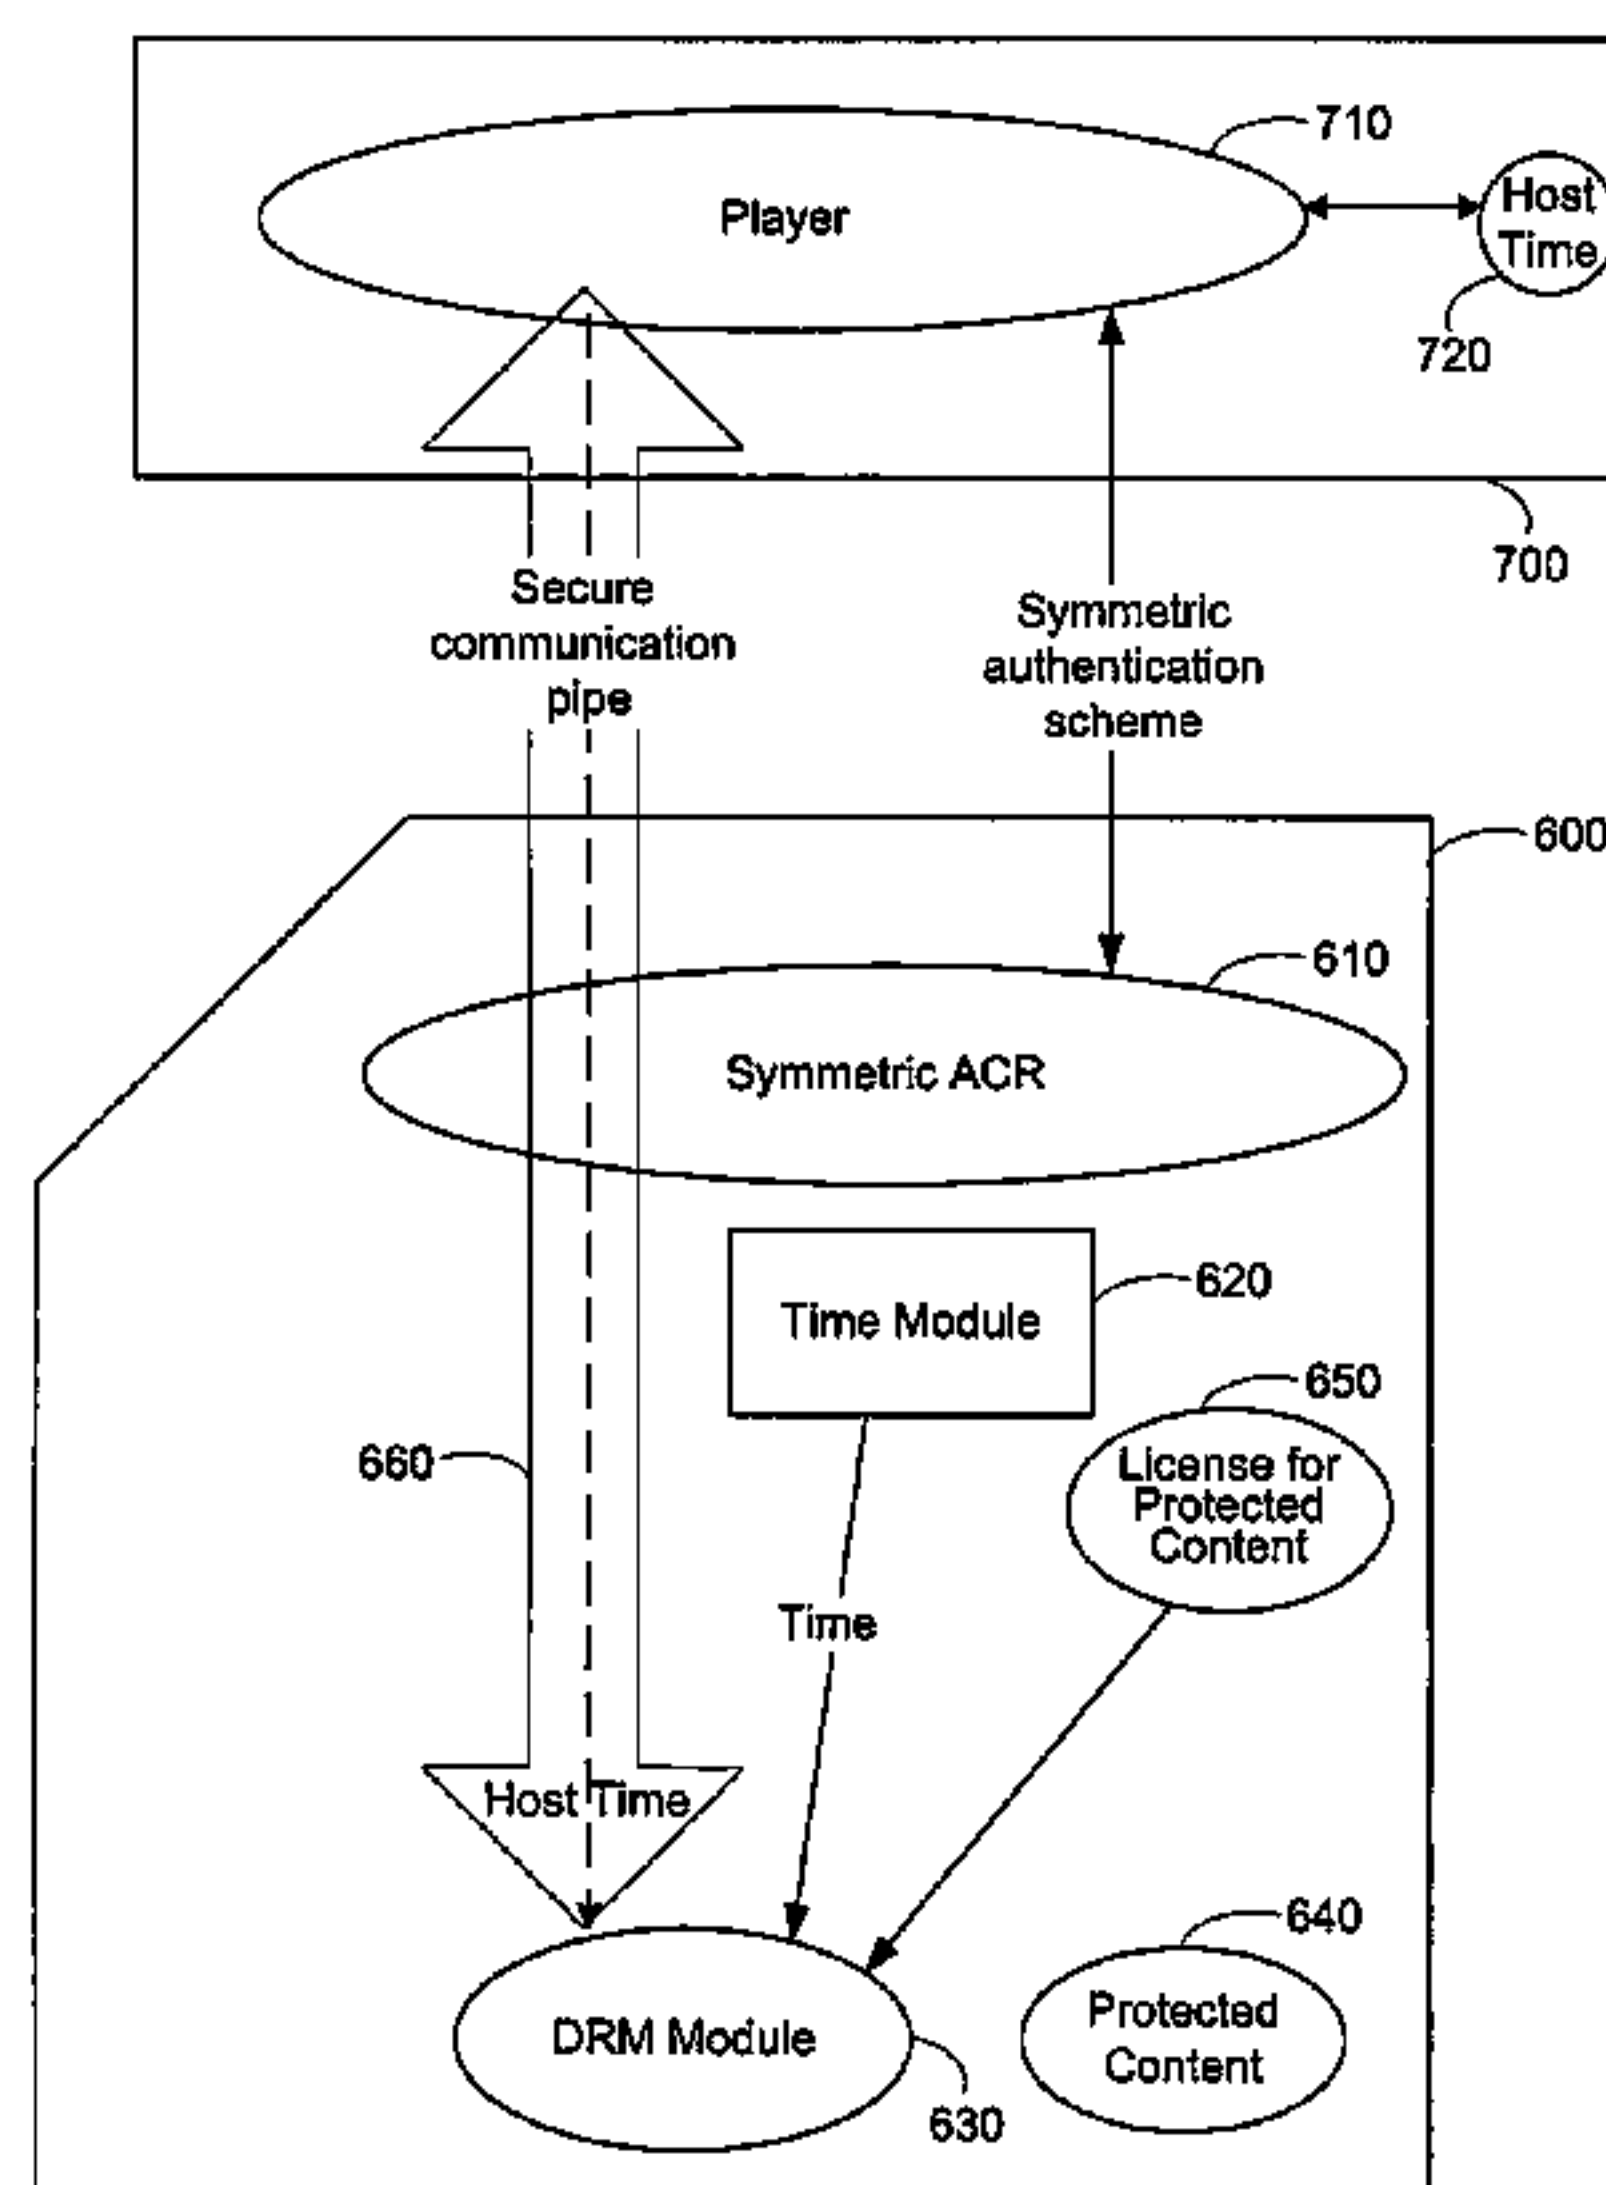 710
Player
Host
Time
720
700
Secure
communication
pipe
Symmetric
authentication
scheme
600
610
Symmetric ACR
620
Time Module
650
License for
Protected
Content
660
Time
Host Time
640
Protected
Content
DRM Module
630